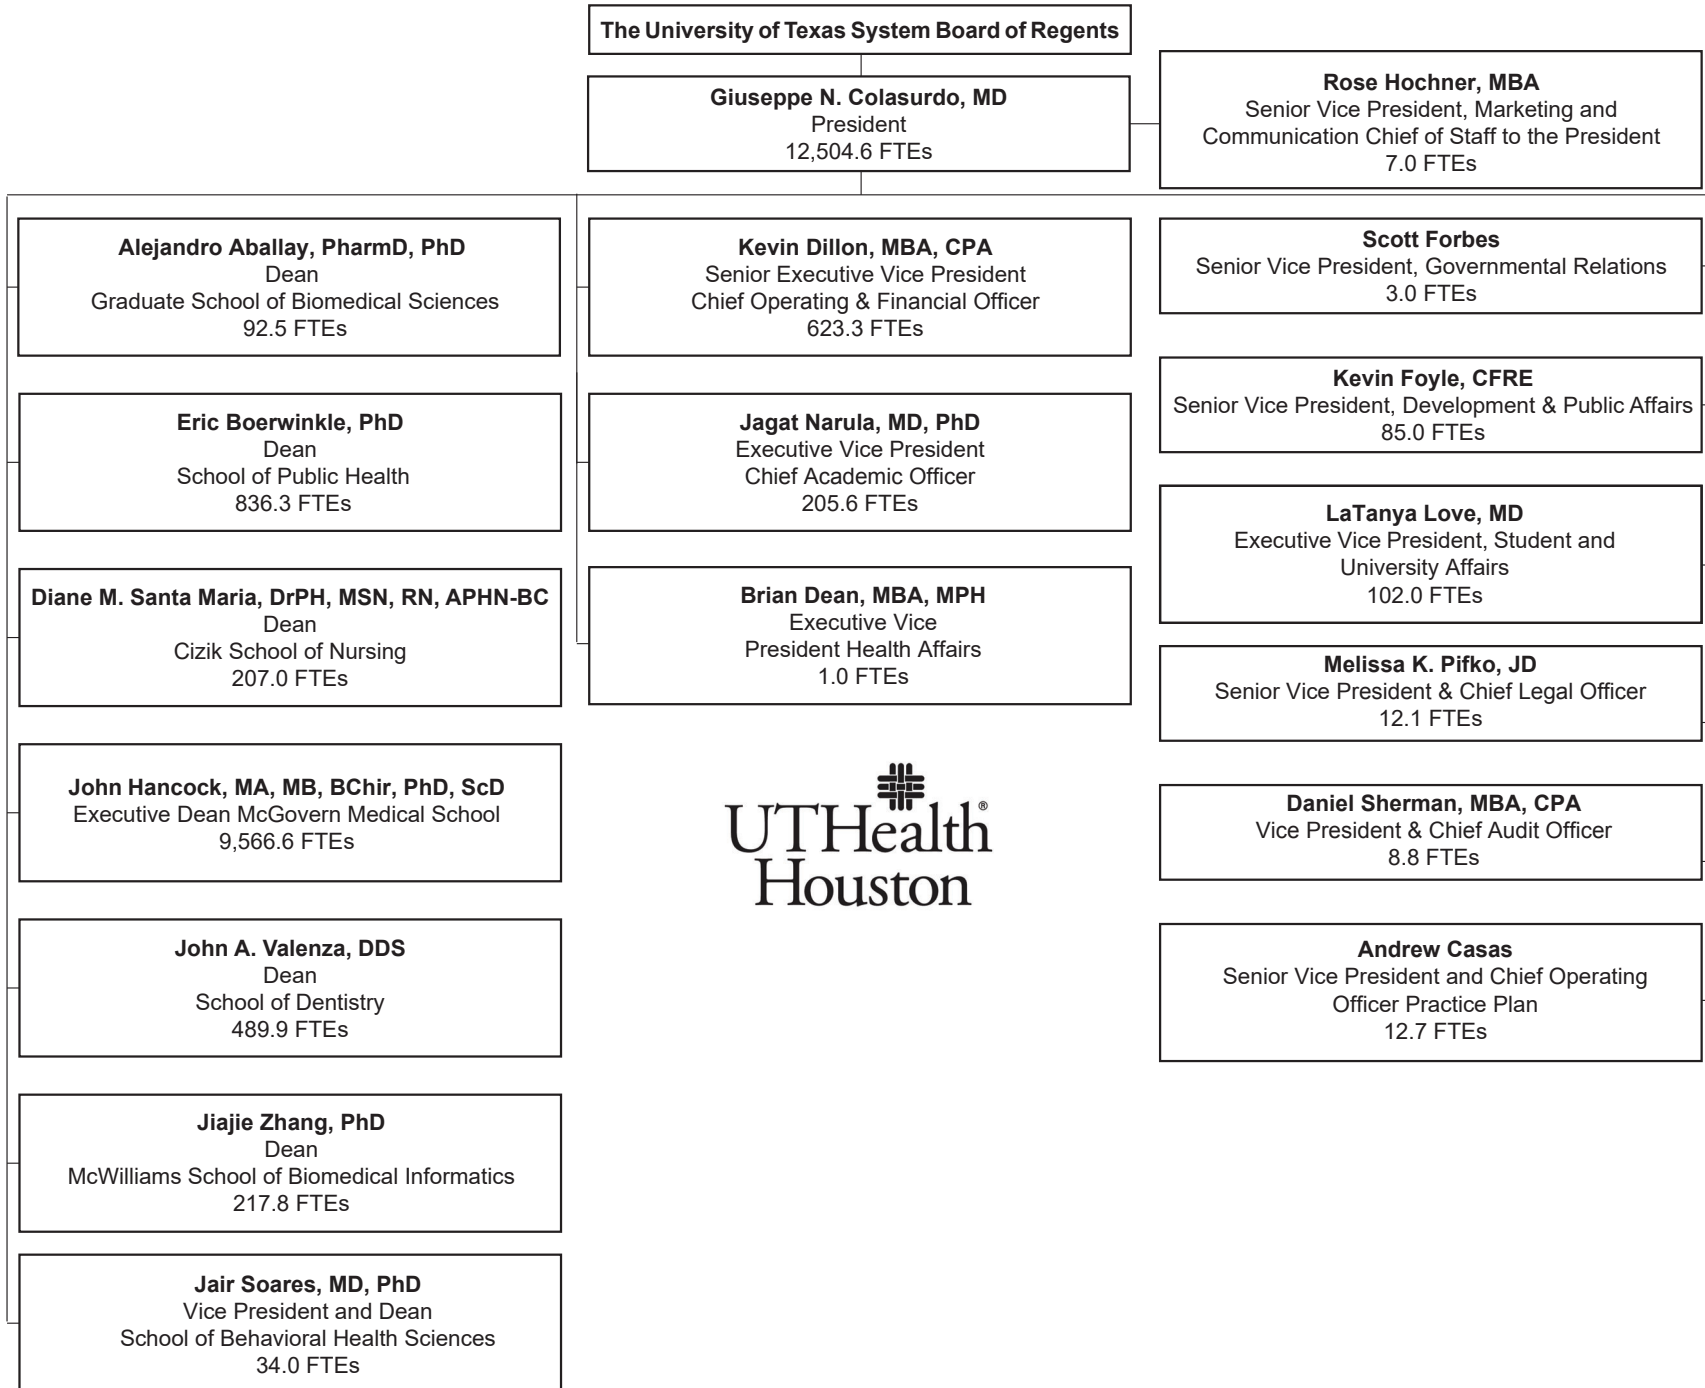 The University of Texas System Board of Regents
Giuseppe N. Colasurdo, MD
President
12,504.6 FTEs
Rose Hochner, MBA
Senior Vice President, Marketing and
Communication Chief of Staff to the President
7.0 FTEs
Alejandro Aballay, PharmD, PhD
Dean
Graduate School of Biomedical Sciences
92.5 FTEs
Eric Boerwinkle, PhD
Dean
School of Public Health
836.3 FTEs
Diane M. Santa Maria, DrPH, MSN, RN, APHN-BC
Dean
Cizik School of Nursing
207.0 FTEs
John Hancock, MA, MB, BChir, PhD, ScD
Executive Dean McGovern Medical School
9,566.6 FTEs
John A. Valenza, DDS
Dean
School of Dentistry
489.9 FTEs
Jiajie Zhang, PhD
Dean
McWilliams School of Biomedical Informatics
217.8 FTEs
Jair Soares, MD, PhD
Vice President and Dean
School of Behavioral Health Sciences
34.0 FTEs
Kevin Dillon, MBA, CPA
Senior Executive Vice President
Chief Operating & Financial Officer
623.3 FTEs
Jagat Narula, MD, PhD
Executive Vice President
Chief Academic Officer
205.6 FTEs
Brian Dean, MBA, MPH
Executive Vice
President Health Affairs
1.0 FTEs
UTHealth®
Houston
Scott Forbes
Senior Vice President, Governmental Relations
3.0 FTEs
Kevin Foyle, CFRE
Senior Vice President, Development & Public Affairs
85.0 FTEs
LaTanya Love, MD
Executive Vice President, Student and
University Affairs
102.0 FTEs
Melissa K. Pifko, JD
Senior Vice President & Chief Legal Officer
12.1 FTEs
Daniel Sherman, MBA, CPA
Vice President & Chief Audit Officer
8.8 FTEs
Andrew Casas
Senior Vice President and Chief Operating
Officer Practice Plan
12.7 FTEs